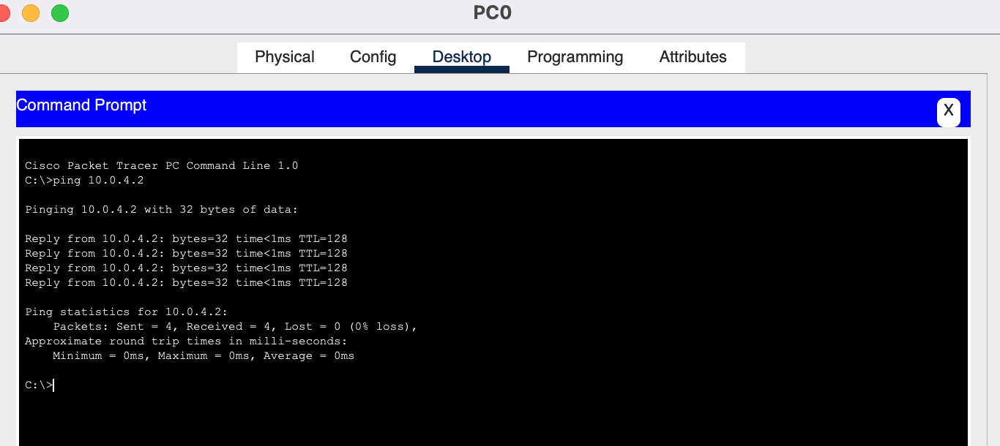 PC0
Physical Config Desktop Programming Attributes
Command Prompt
X
Cisco Packet Tracer PC Command Line 1.0
C:\>ping 10.0.4.2
Pinging 10.0.4.2 with 32 bytes of data:
Reply from 10.0.4.2: bytes=32 time<1ms TTL=128
Reply from 10.0.4.2: bytes=32 time<1ms TTL=128
Reply from 10.0.4.2: bytes=32 time<1ms TTL=128
Reply from 10.0.4.2: bytes=32 time<1ms TTL=128
Ping statistics for 10.0.4.2:
Packets: Sent = 4, Received = 4, Lost = 0 (0% loss),
Approximate round trip times in milli-seconds:
Minimum = 0ms, Maximum = 0ms, Average = 0ms
C:\>